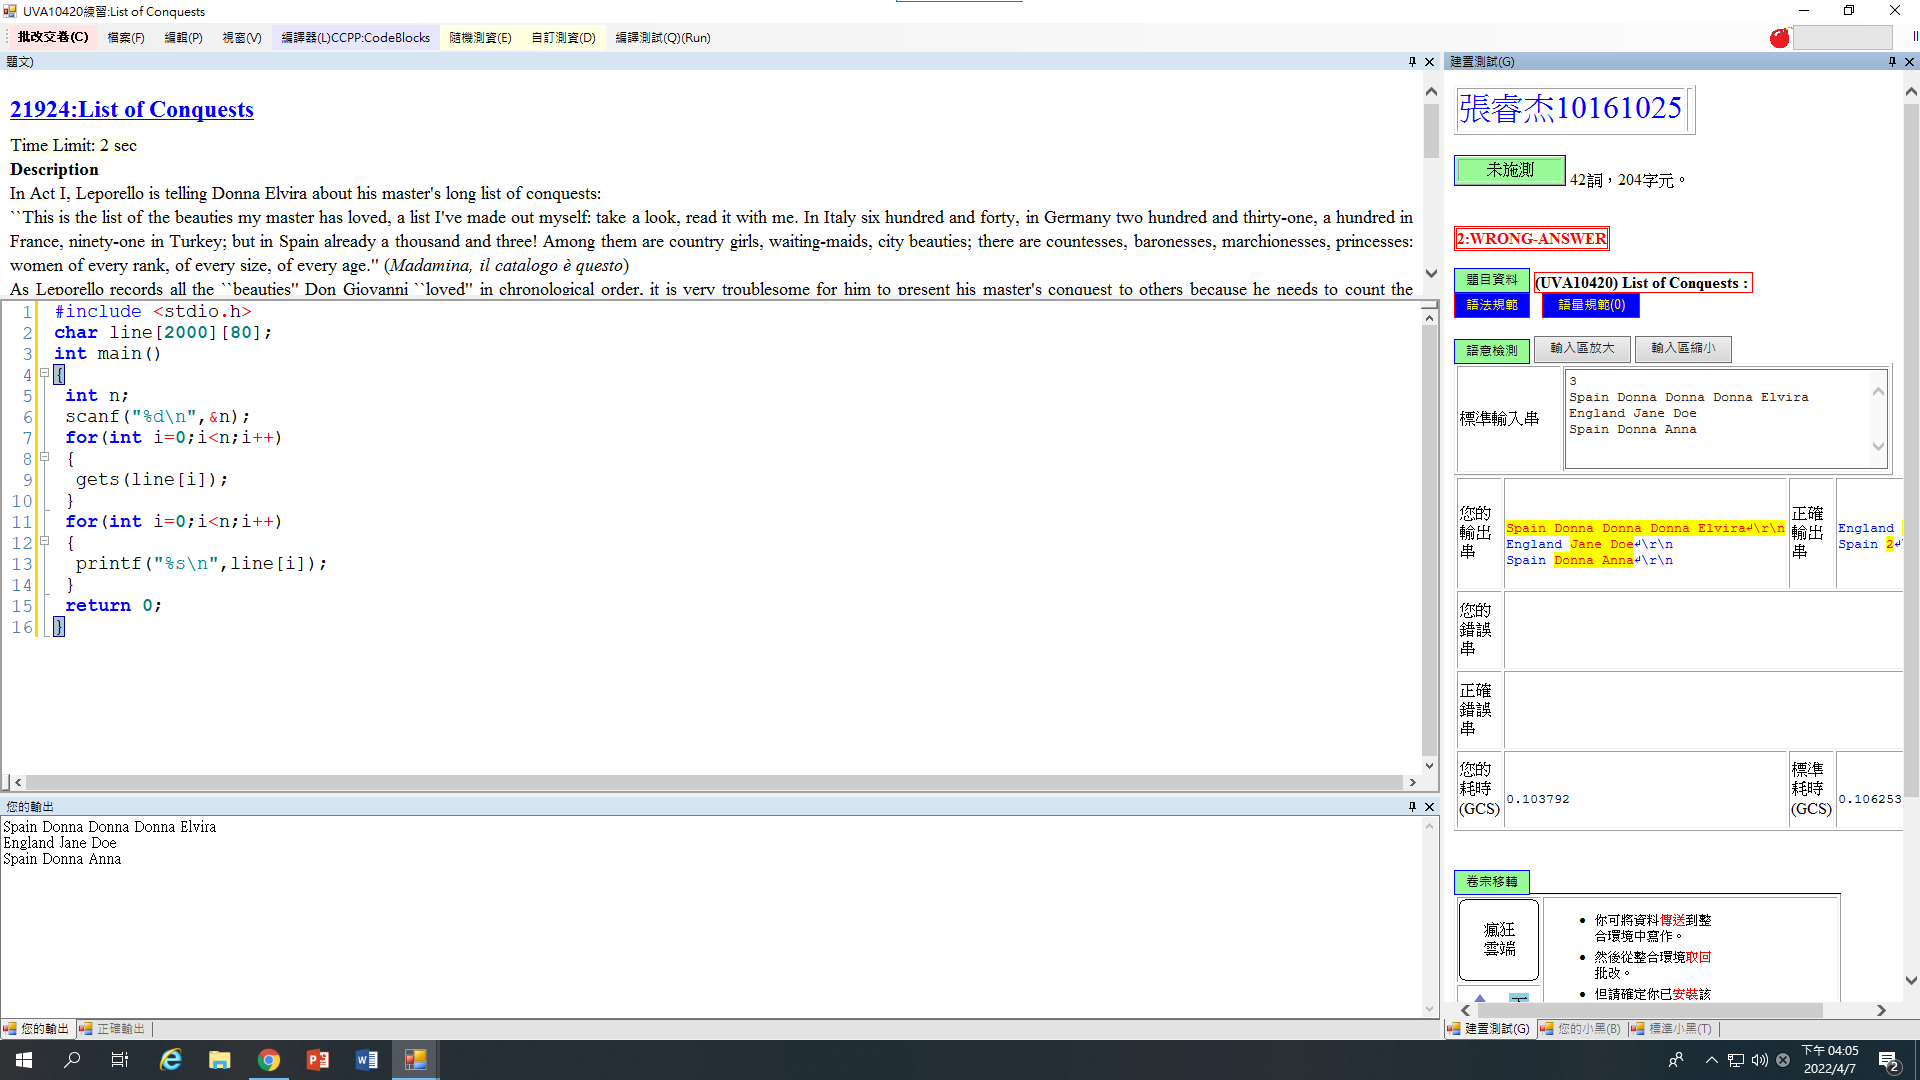 UVA10420練習:List of Conquests
批改交卷(C) 檔案(F) 編輯(P) 視窗(V) 編譯器(L)CCPP:CodeBlocks 隨機測資(E) 自訂測資(D) 編譯測試(Q)(Run)
題文)
21924:List of Conquests
Time Limit: 2 sec
Description
In Act I, Leporello is telling Donna Elvira about his master's long list of conquests:
``This is the list of the beauties my master has loved, a list I've made out myself: take a look, read it with me. In Italy six hundred and forty, in Germany two hundred and thirty-one, a hundred in
France, ninety-one in Turkey; but in Spain already a thousand and three! Among them are country girls, waiting-maids, city beauties; there are countesses, baronesses, marchionesses, princesses:
women of every rank, of every size, of every age.'' (Madamina, il catalogo è questo)
As Leporello records all the ``beauties'' Don Giovanni ``loved'' in chronological order, it is very troublesome for him to present his master's conquest to others because he needs to count the
1 #include <stdio.h>
2 char line[2000][80];
3 int main()
4 {
5 int n;
6 scanf("%d\n",&n);
7 for(int i=0;i<n;i++)
8 {
9 gets(line[i]);
10 }
11 for(int i=0;i<n;i++)
12 {
13 printf("%s\n",line[i]);
14 }
15 return 0;
16 }
您的輸出
Spain Donna Donna Donna Elvira
England Jane Doe
Spain Donna Anna
您的輸出 正確輸出
建置測試(G)
張睿杰10161025
未施測 42詞，204字元。
2:WRONG-ANSWER
題目資料 (UVA10420) List of Conquests :
語法規範 語量規範(0)
語意檢測 輸入區放大 輸入區縮小
標準輸入串
3
Spain Donna Donna Donna Elvira
England Jane Doe
Spain Donna Anna
您的輸出串
Spain Donna Donna Donna Elvira↲\r\n
England Jane Doe↲\r\n
Spain Donna Anna↲\r\n
正確輸出串
England
Spain 2↲
您的錯誤串
正確錯誤串
您的耗時(GCS) 0.103792 標準耗時(GCS) 0.106253
卷宗移轉
瘋狂雲端
你可將資料傳送到整
合環境中寫作。
然後從整合環境取回
批改。
但請確定你已安裝該
建置測試(G) 您的小黑(B) 標準小黑(T)
下午 04:05
2022/4/7
2